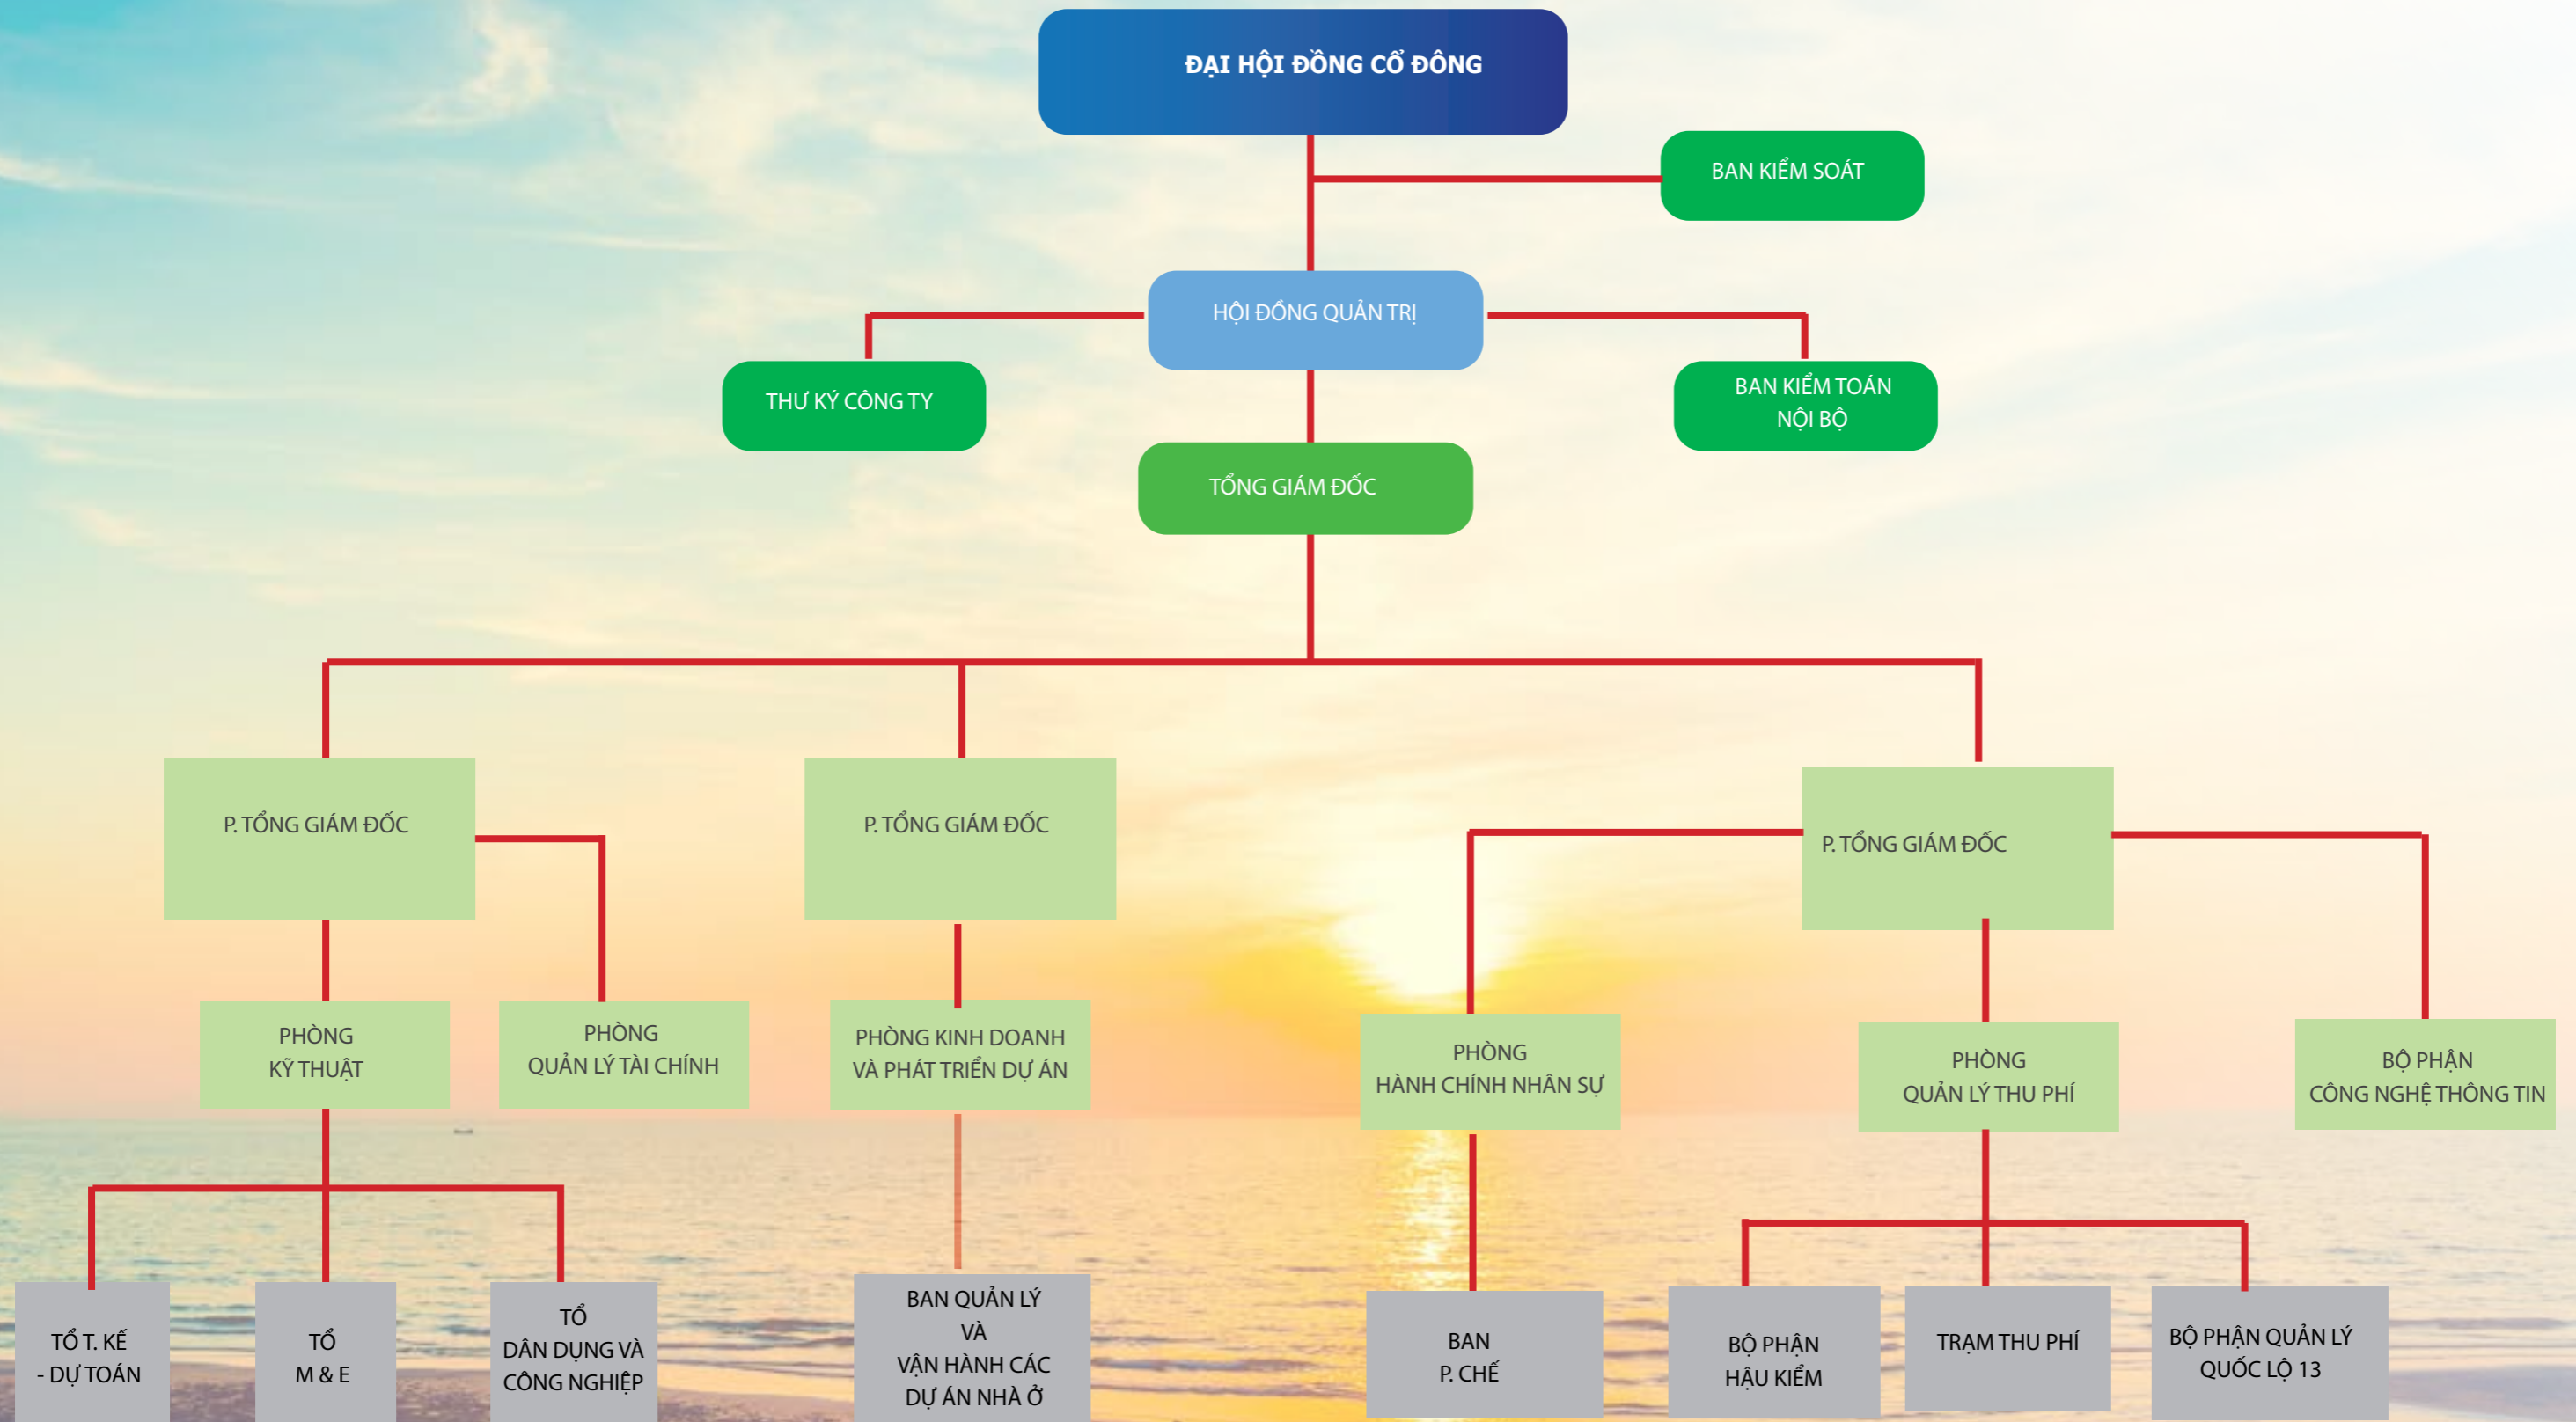 ĐẠI HỘI ĐỒNG CỔ ĐÔNG
BAN KIỂM SOÁT
HỘI ĐỒNG QUẢN TRỊ
THƯ KÝ CÔNG TY
BAN KIỂM TOÁN
NỘI BỘ
TỔNG GIÁM ĐỐC
P. TỔNG GIÁM ĐỐC
P. TỔNG GIÁM ĐỐC
P. TỔNG GIÁM ĐỐC
PHÒNG
KỸ THUẬT
PHÒNG
QUẢN LÝ TÀI CHÍNH
PHÒNG KINH DOANH
VÀ PHÁT TRIỂN DỰ ÁN
PHÒNG
HÀNH CHÍNH NHÂN SỰ
PHÒNG
QUẢN LÝ THU PHÍ
BỘ PHẬN
CÔNG NGHỆ THÔNG TIN
TỔ T. KẾ
- DỰ TOÁN
TỔ
M & E
TỔ
DÂN DỤNG VÀ
CÔNG NGHIỆP
BAN QUẢN LÝ
VÀ
VẬN HÀNH CÁC
DỰ ÁN NHÀ Ở
BAN
P. CHẾ
BỘ PHẬN
HẬU KIỂM
TRẠM THU PHÍ
BỘ PHẬN QUẢN LÝ
QUỐC LỘ 13